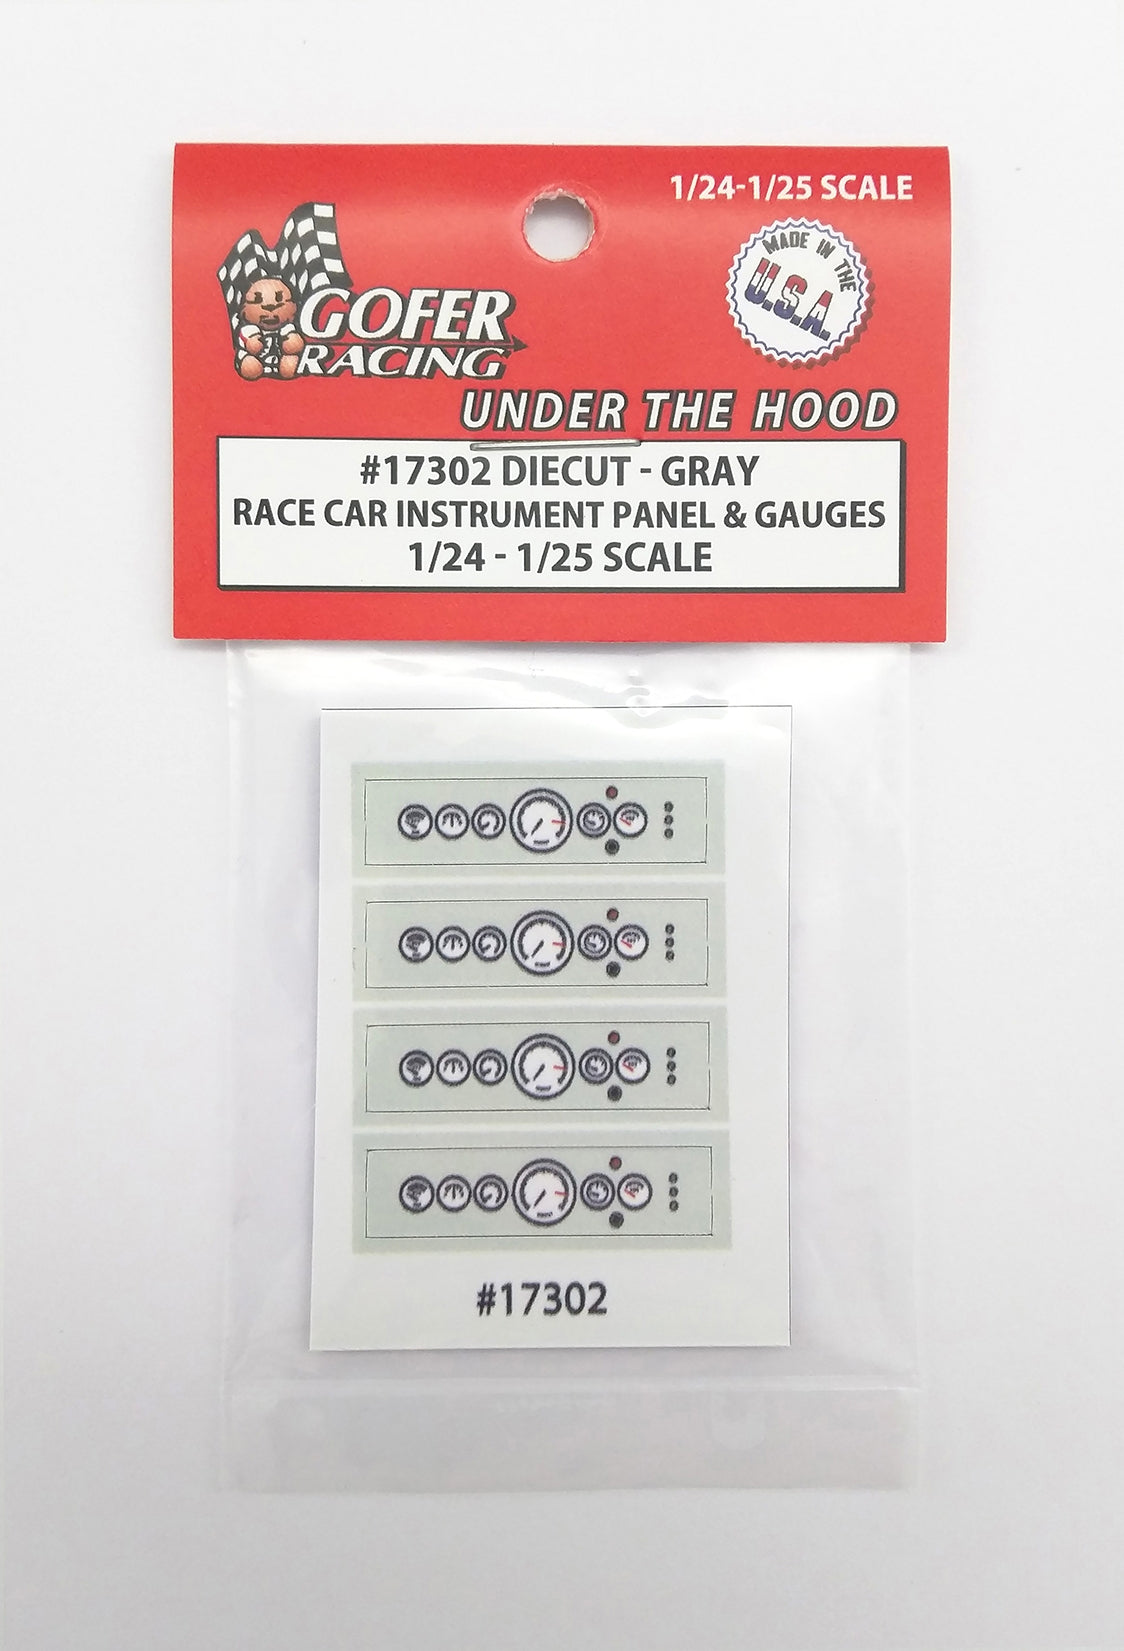 1/24-1/25 SCALE
MADE IN THE
U.S.A.
GOFER
RACING
UNDER THE HOOD
#17302 DIECUT - GRAY
RACE CAR INSTRUMENT PANEL & GAUGES
1/24 - 1/25 SCALE
#17302